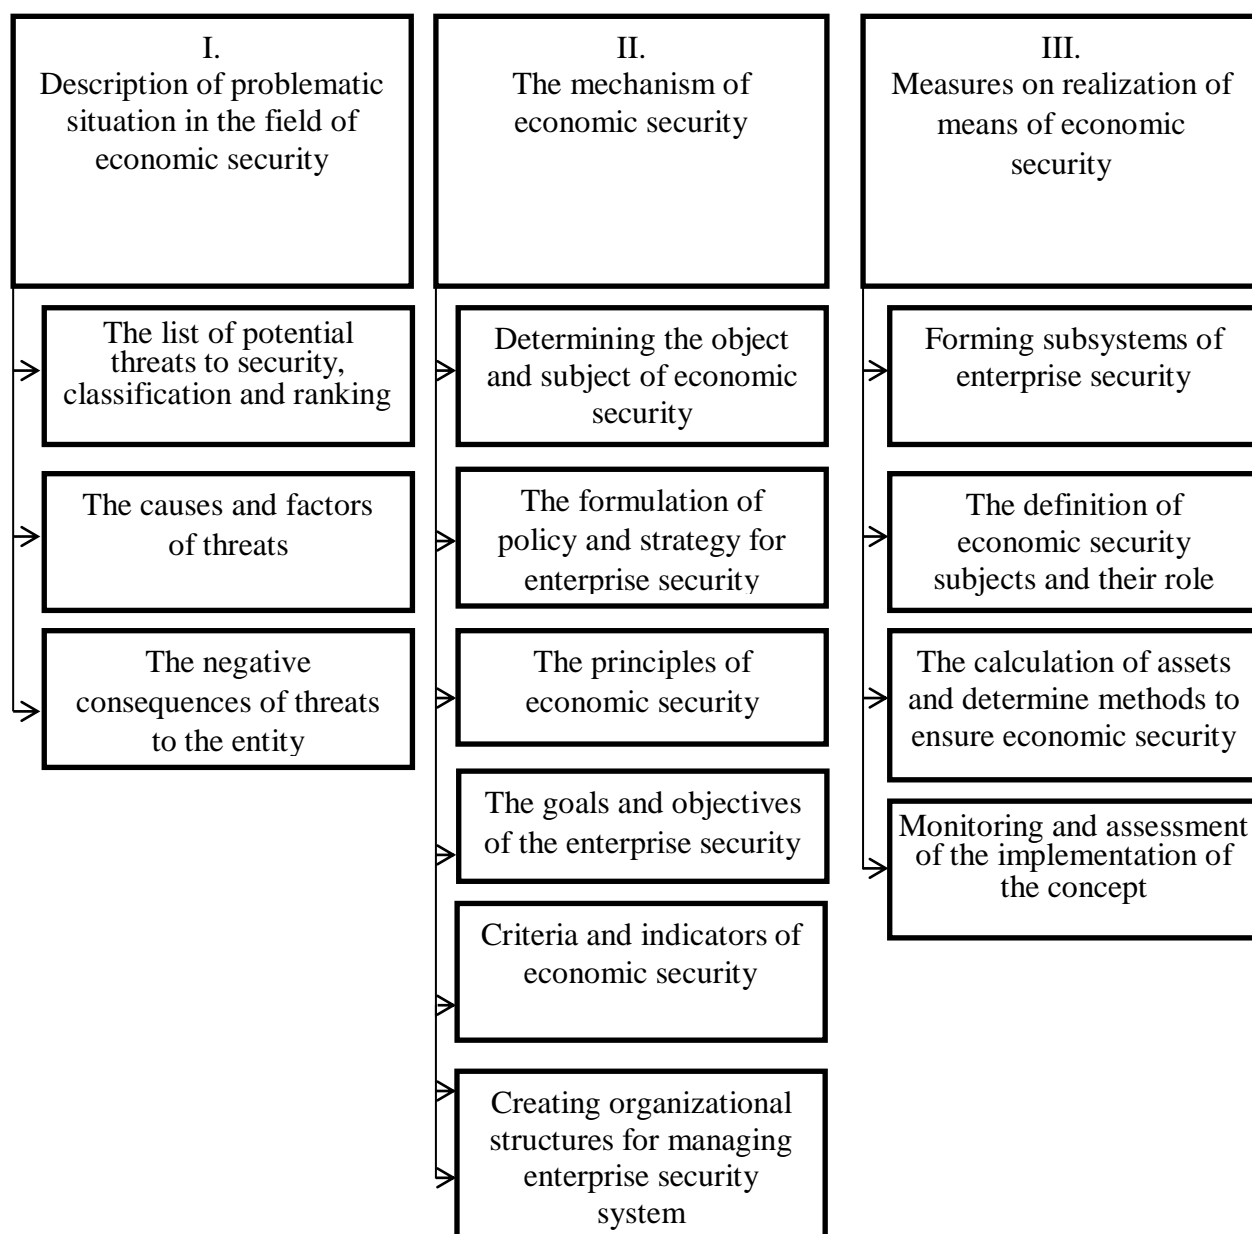 I.
Description of problematic
situation in the field of
economic security
The list of potential
threats to security,
classification and ranking
The causes and factors
of threats
The negative
consequences of threats
to the entity
II.
The mechanism of
economic security
Determining the object
and subject of economic
security
The formulation of
policy and strategy for
enterprise security
The principles of
economic security
The goals and objectives
of the enterprise security
Criteria and indicators of
economic security
Creating organizational
structures for managing
enterprise security
system
III.
Measures on realization of
means of economic
security
Forming subsystems of
enterprise security
The definition of
economic security
subjects and their role
The calculation of assets
and determine methods to
ensure economic security
Monitoring and assessment
of the implementation of
the concept